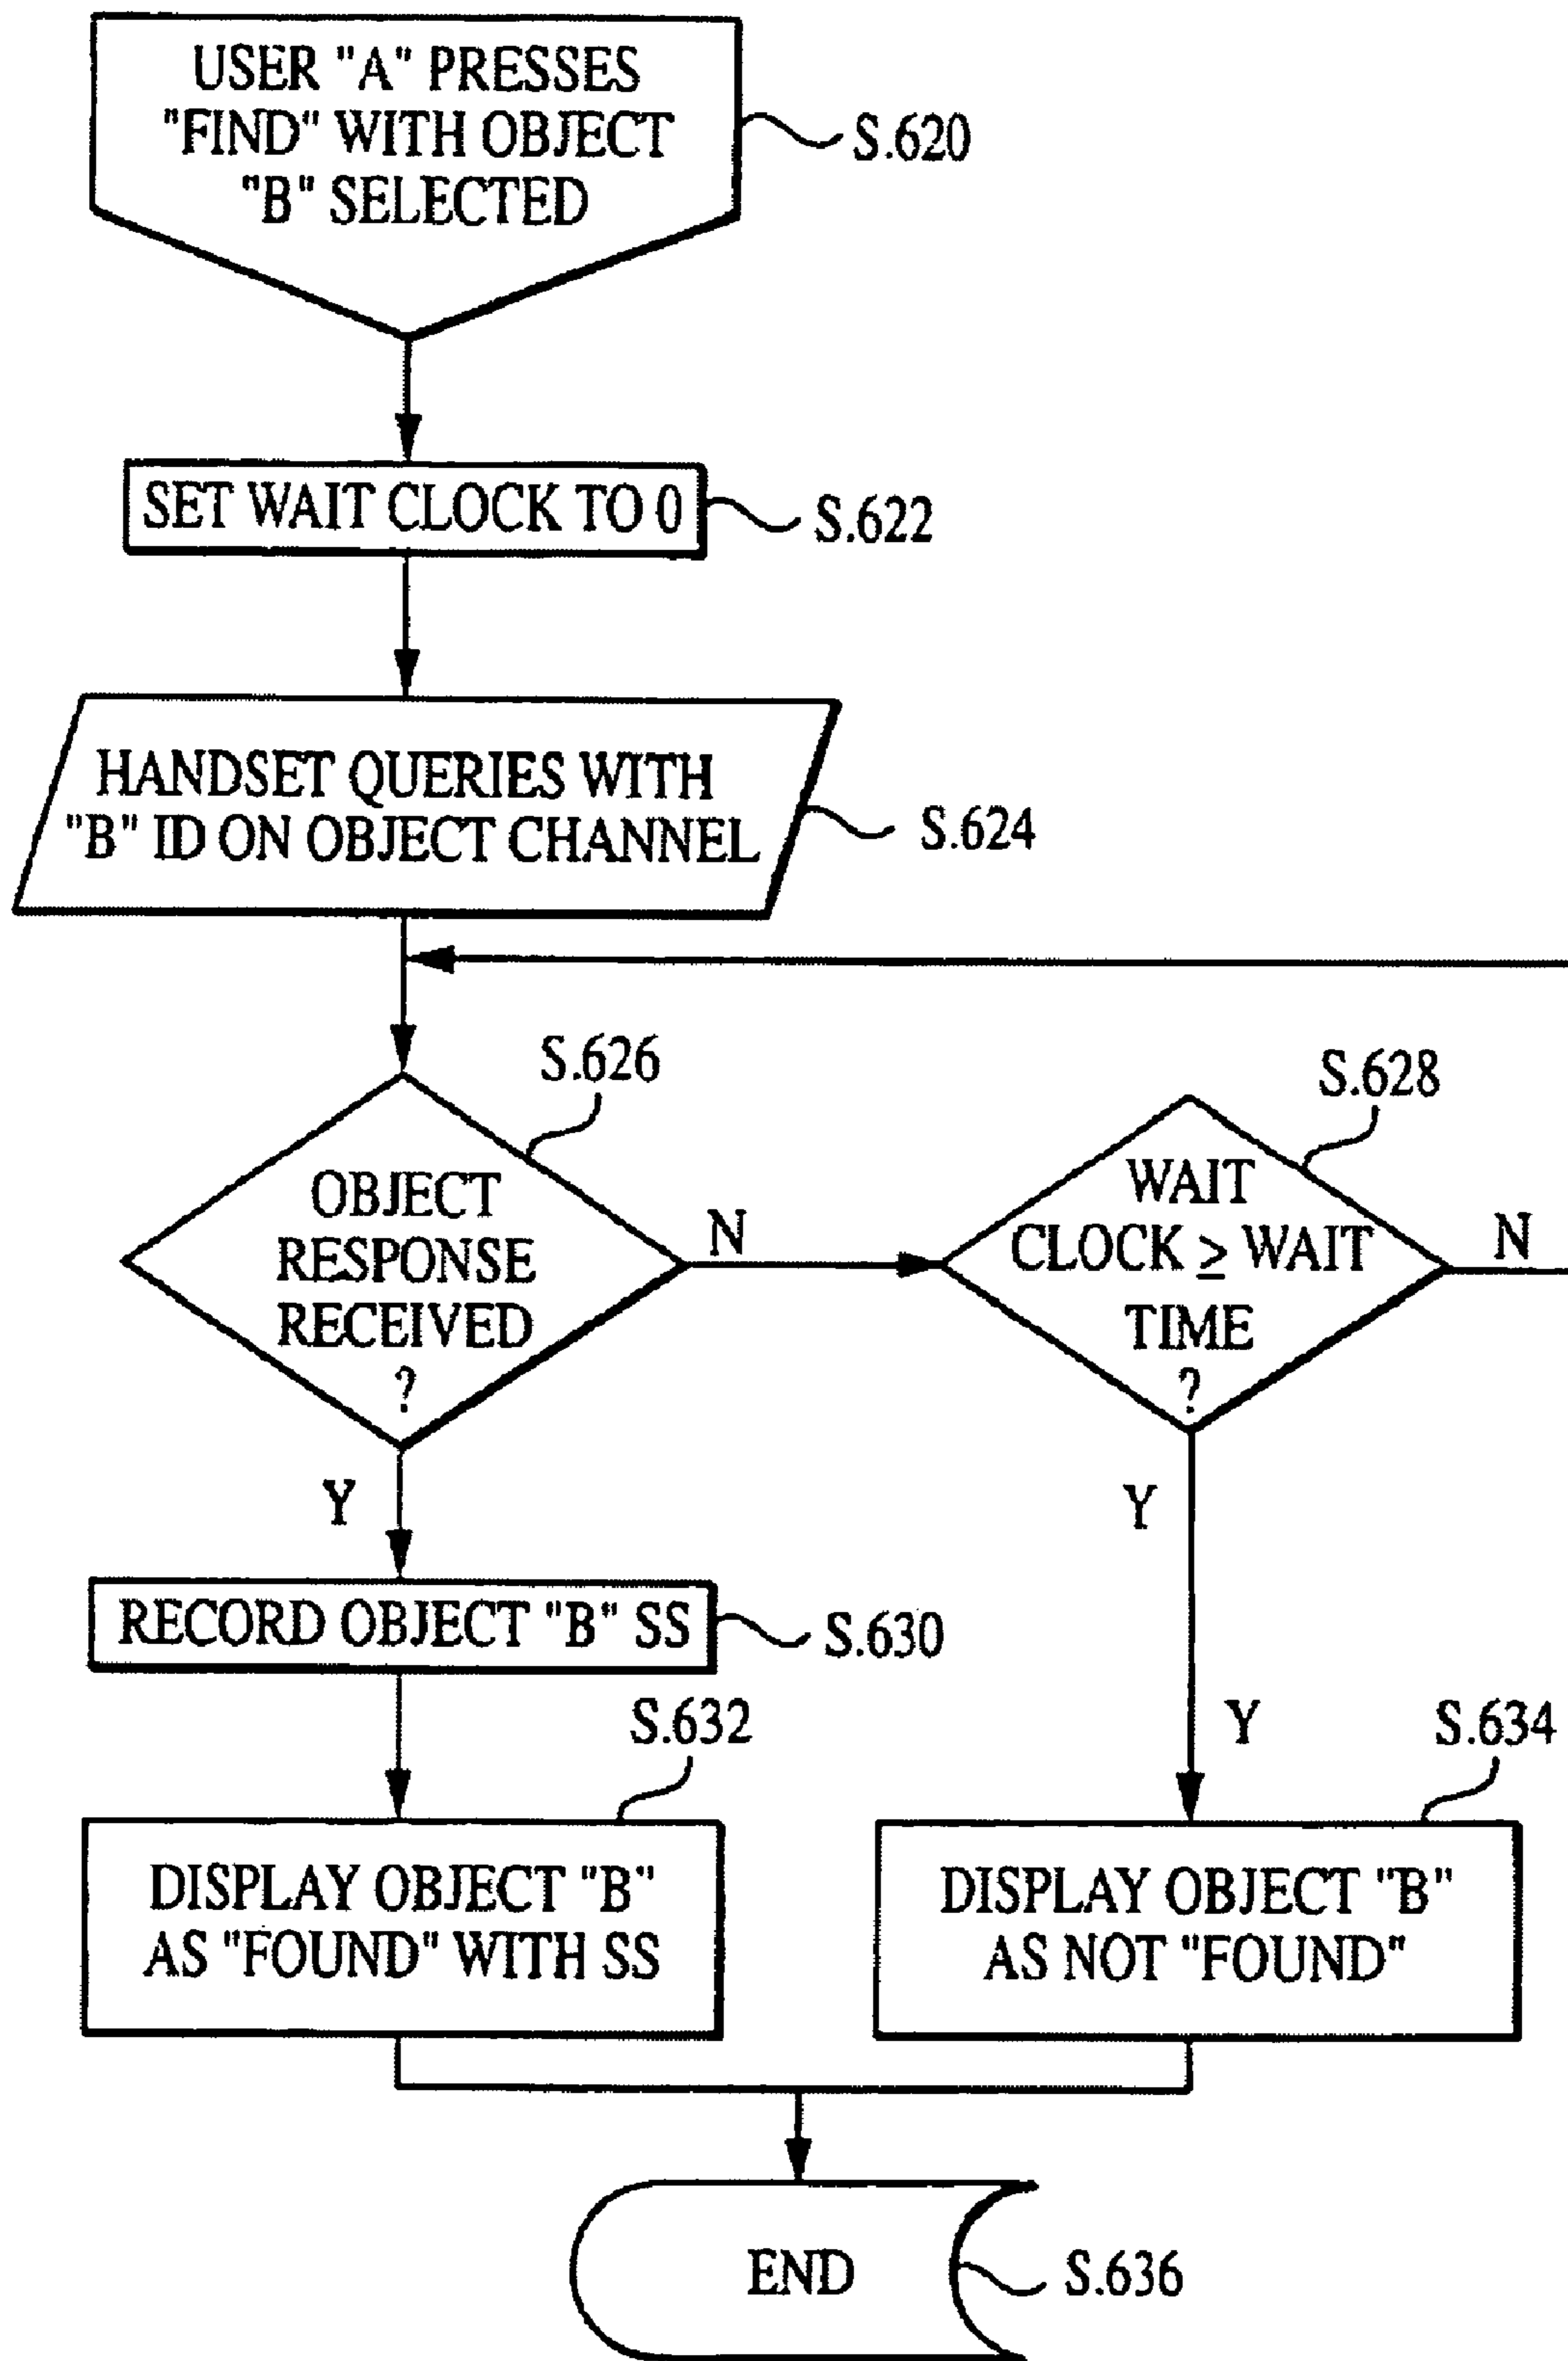 USER "A" PRESSES
"FIND" WITH OBJECT
"B" SELECTED
S.620
SET WAIT CLOCK TO 0
S.622
HANDSET QUERIES WITH
"B" ID ON OBJECT CHANNEL
S.624
S.626
OBJECT
RESPONSE
RECEIVED
?
N
S.628
WAIT
CLOCK ≥ WAIT
TIME
?
N
Y
Y
RECORD OBJECT "B" SS
S.630
S.632
Y
S.634
DISPLAY OBJECT "B"
AS "FOUND" WITH SS
DISPLAY OBJECT "B"
AS NOT "FOUND"
END
S.636